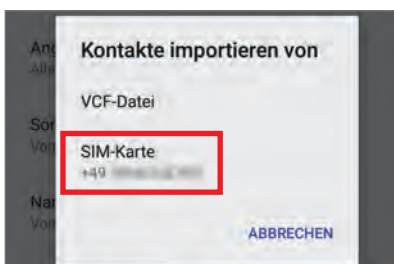 Kontakte importieren von
VCF-Datei
SIM-Karte
+49
ABBRECHEN